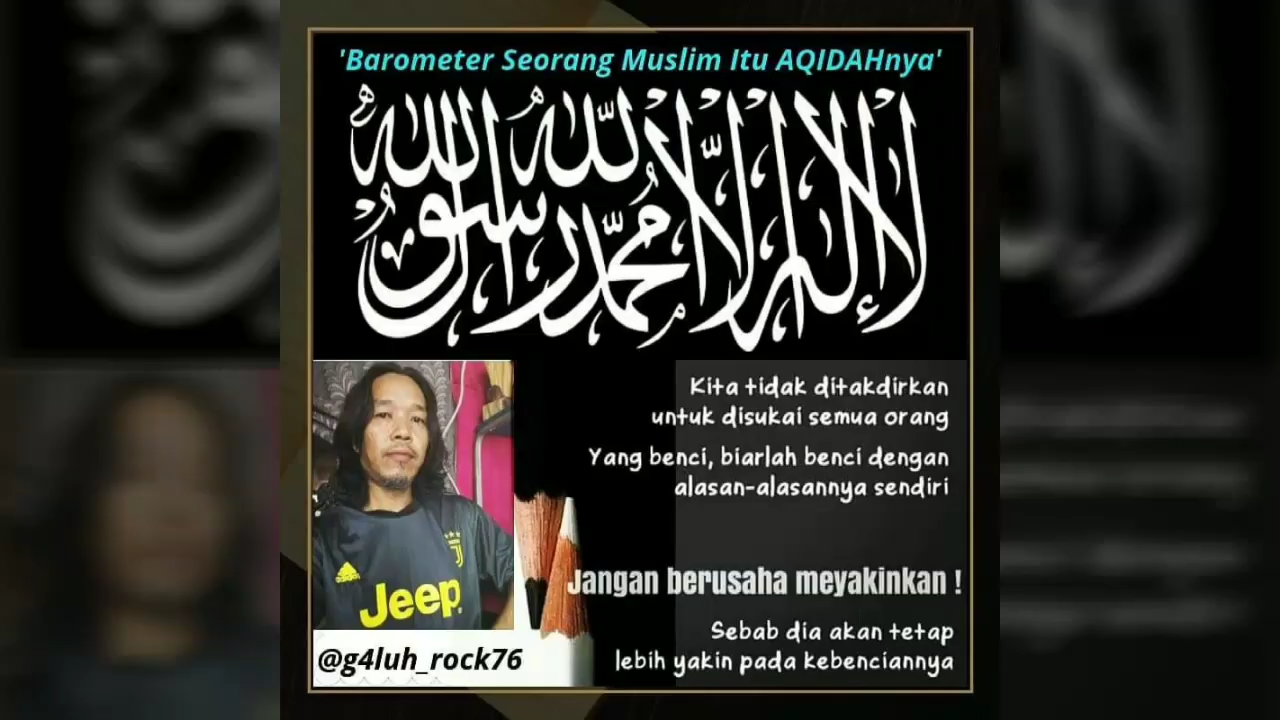 'Barometer Seorang Muslim Itu AQIDAHnya'
لا إله إلا الله محمد رسول الله
Kita tidak ditakdirkan
untuk disukai semua orang
Yang benci, biarlah benci dengan
alasan-alasannya sendiri
Jangan berusaha meyakinkan !
Sebab dia akan tetap
lebih yakin pada kebenciannya
Jeep
@g4luh_rock76